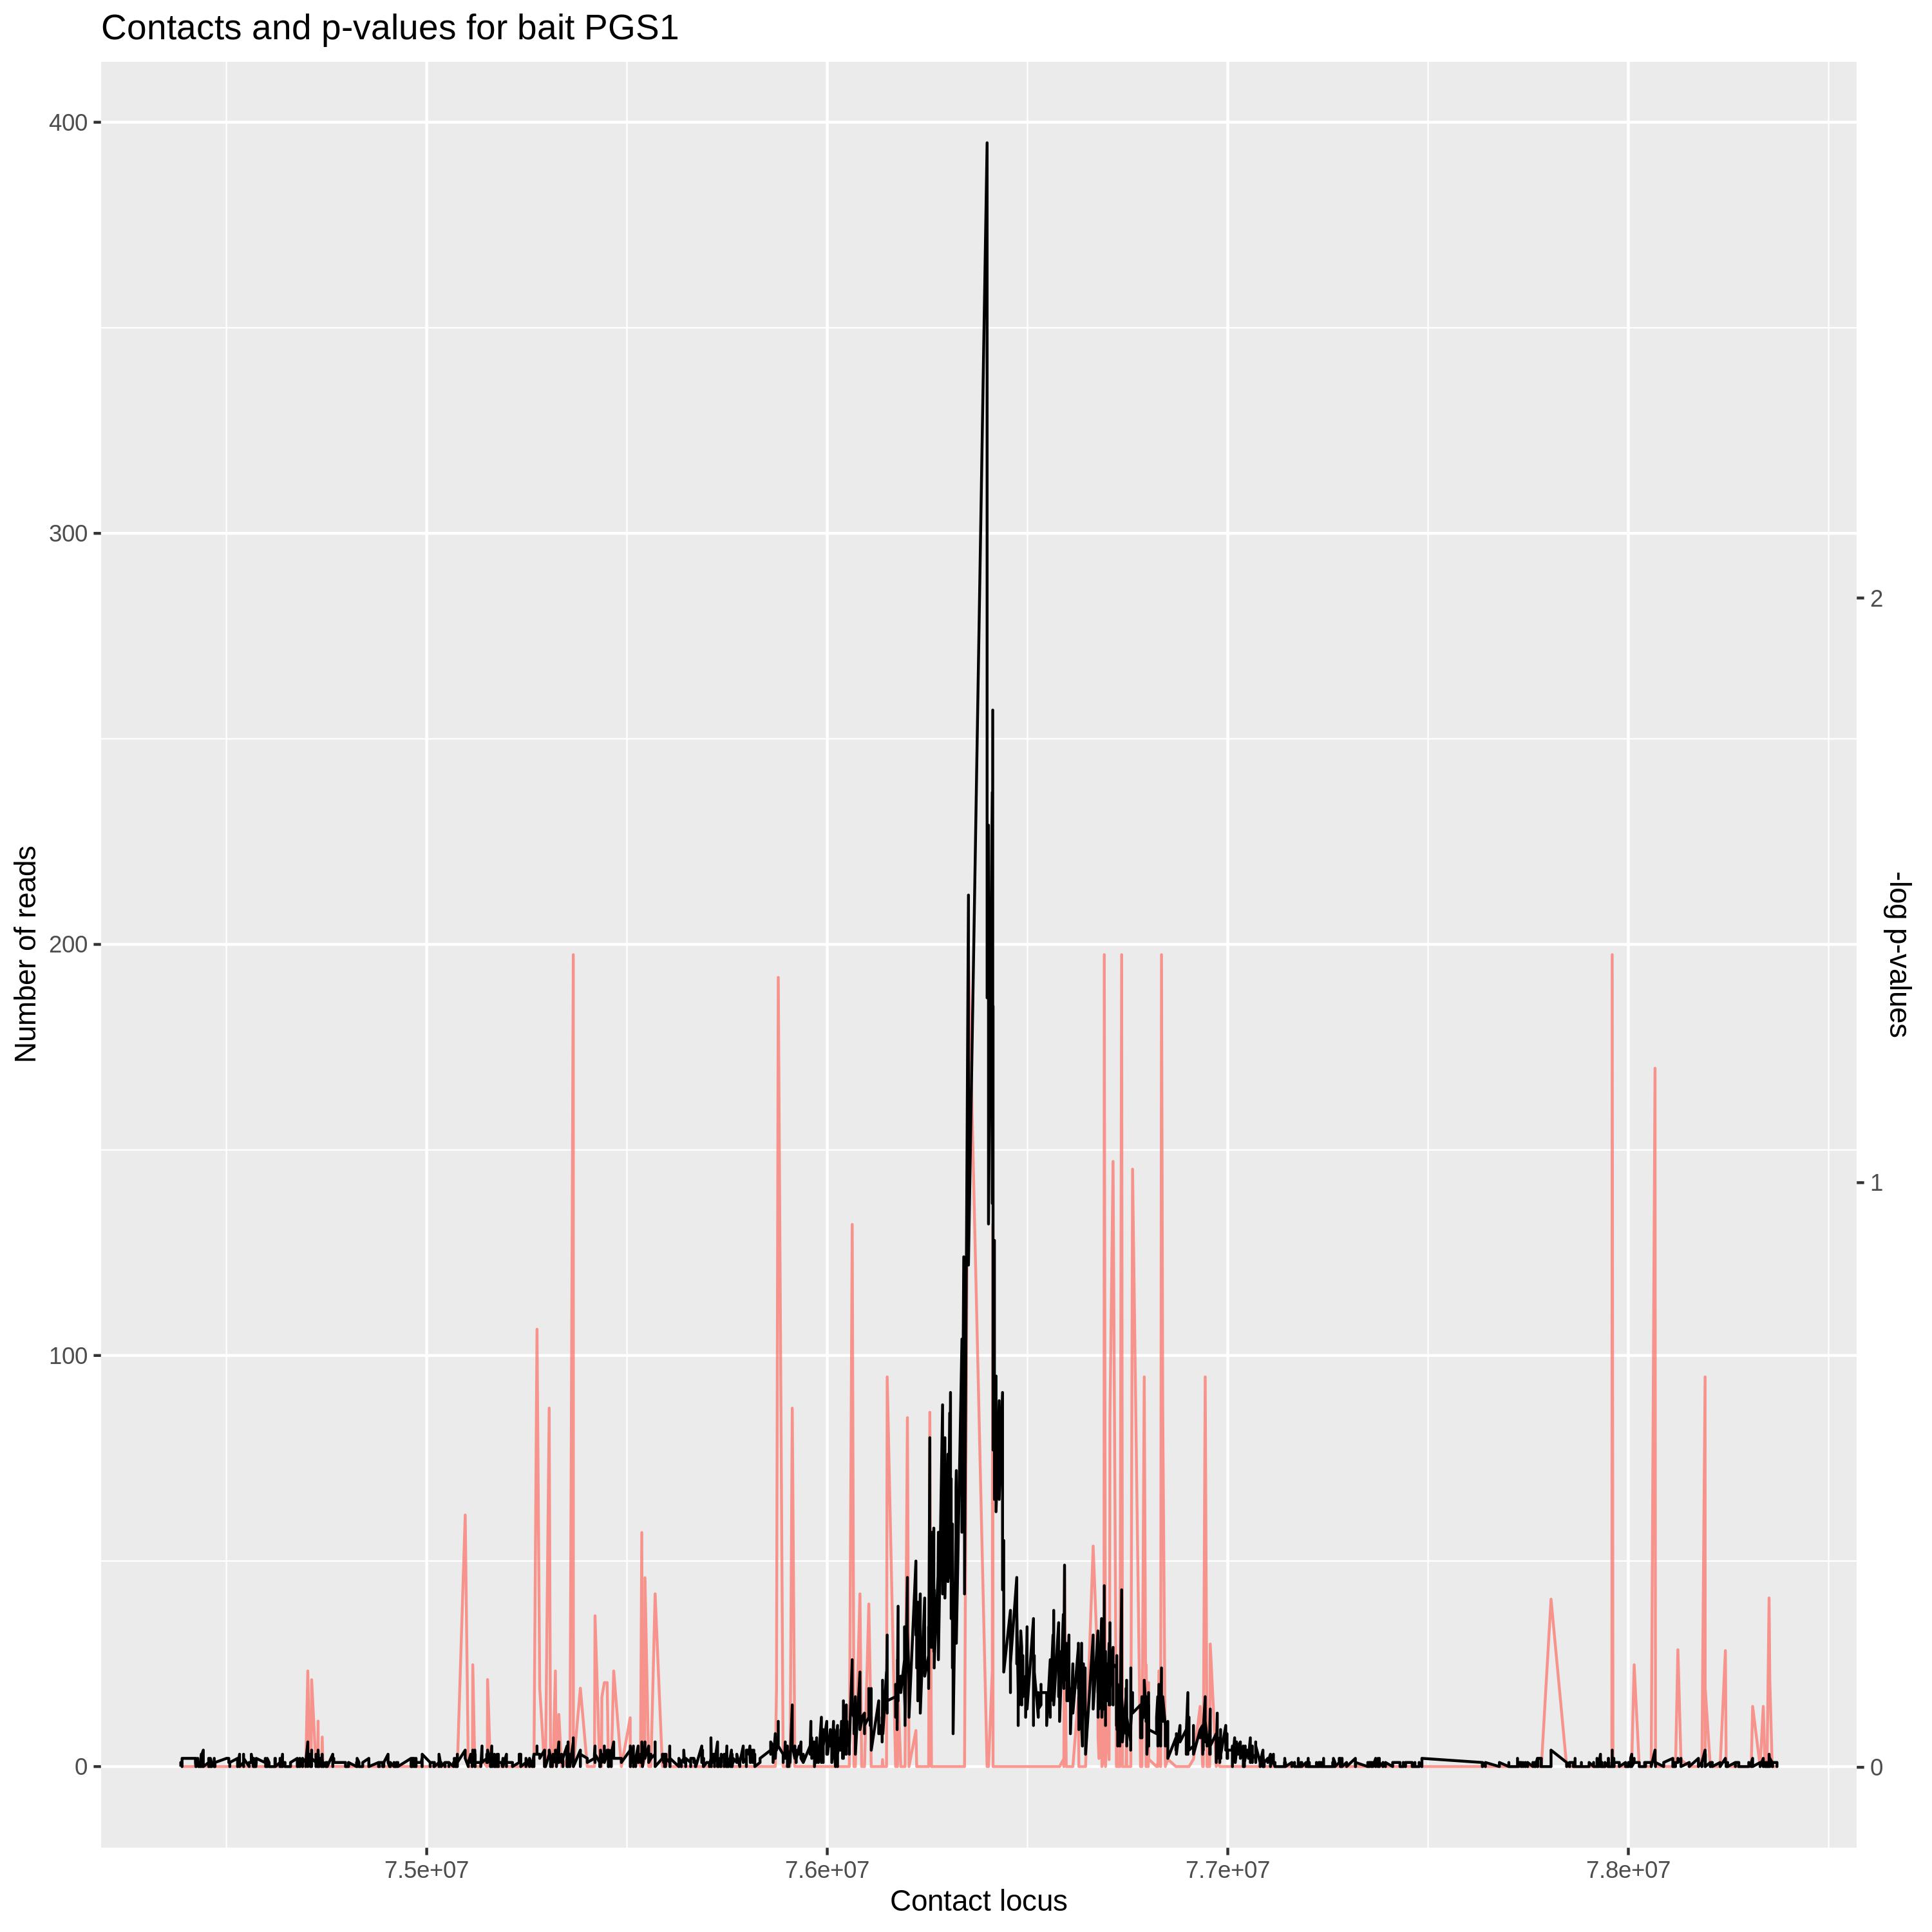 Contacts and p-values for bait PGS1
400
300
200
100
0
Number of reads
2
1
0
-log p-values
7.5e+07
7.6e+07
7.7e+07
7.8e+07
Contact locus